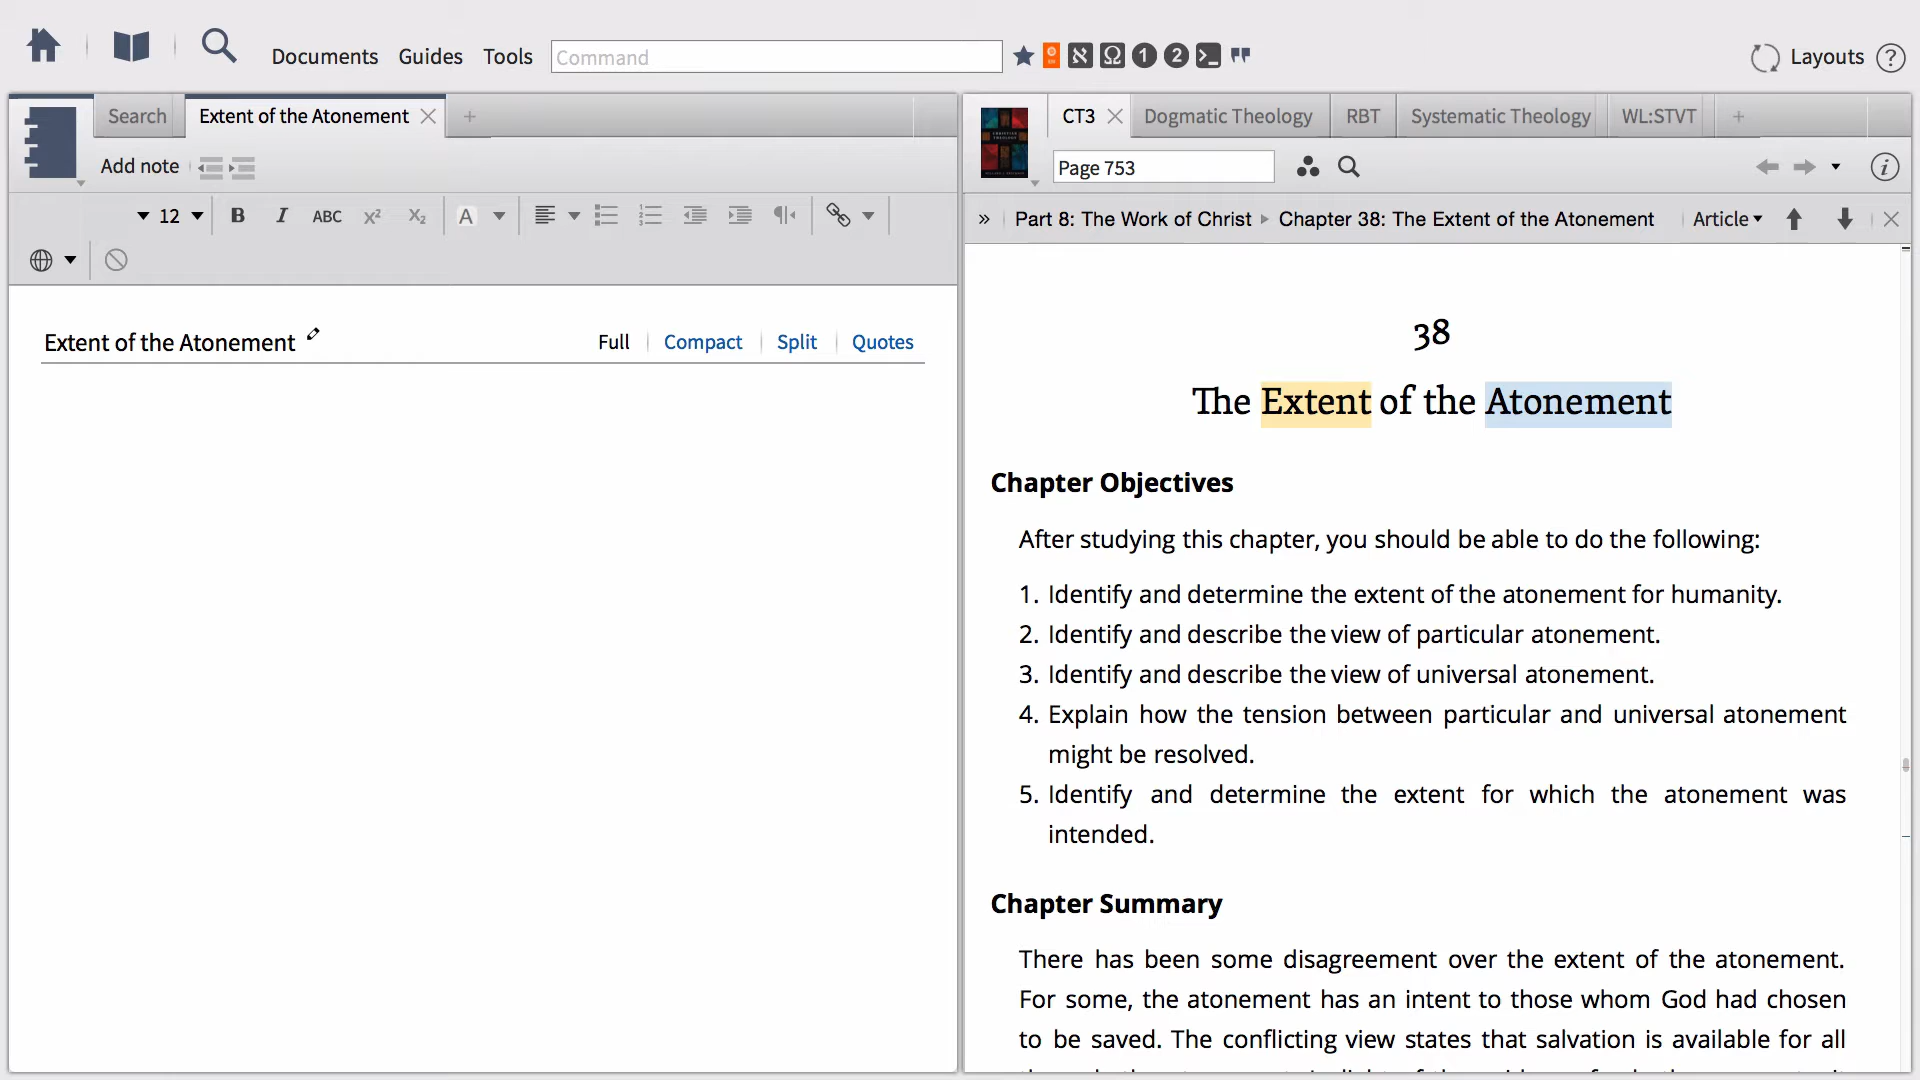 Documents Guides Tools Command Layouts ?
Search Extent of the Atonement +
Add note
12 B I ABC X² X₂ A
Extent of the Atonement Full Compact Split Quotes
CT3 Dogmatic Theology RBT Systematic Theology WL:STVT +
Page 753
» Part 8: The Work of Christ ▸ Chapter 38: The Extent of the Atonement Article
38
The Extent of the Atonement
Chapter Objectives
After studying this chapter, you should be able to do the following:
1. Identify and determine the extent of the atonement for humanity.
2. Identify and describe the view of particular atonement.
3. Identify and describe the view of universal atonement.
4. Explain how the tension between particular and universal atonement
might be resolved.
5. Identify and determine the extent for which the atonement was
intended.
Chapter Summary
There has been some disagreement over the extent of the atonement.
For some, the atonement has an intent to those whom God had chosen
to be saved. The conflicting view states that salvation is available for all